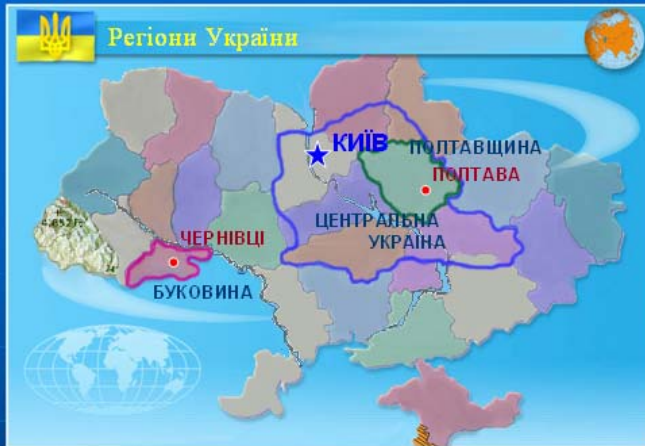 Регіони України
КИЇВ
ПОЛТАВЩИНА
ПОЛТАВА
ЦЕНТРАЛЬНА
УКРАЇНА
ЧЕРНІВЦІ
БУКОВИНА